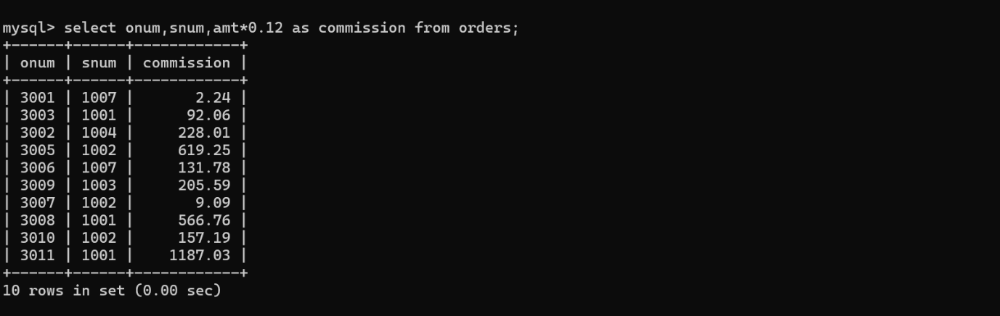 mysql> select onum,snum,amt*0.12 as commission from orders;
+------+------+------------+
| onum | snum | commission |
+------+------+------------+
| 3001 | 1007 |       2.24 |
| 3003 | 1001 |      92.06 |
| 3002 | 1004 |     228.01 |
| 3005 | 1002 |     619.25 |
| 3006 | 1007 |     131.78 |
| 3009 | 1003 |     205.59 |
| 3007 | 1002 |       9.09 |
| 3008 | 1001 |     566.76 |
| 3010 | 1002 |     157.19 |
| 3011 | 1001 |    1187.03 |
+------+------+------------+
10 rows in set (0.00 sec)